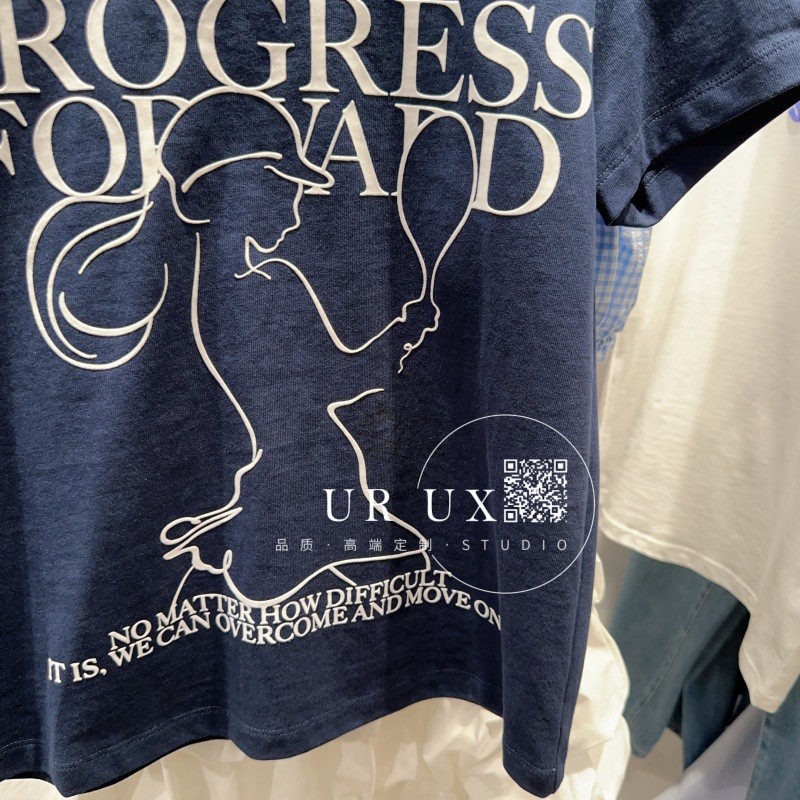 ROGRESS
FORWARD
UR UX
品质·高端定制·STUDIO
NO MATTER HOW DIFFICULT
IT IS, WE CAN OVERCOME AND MOVE ON